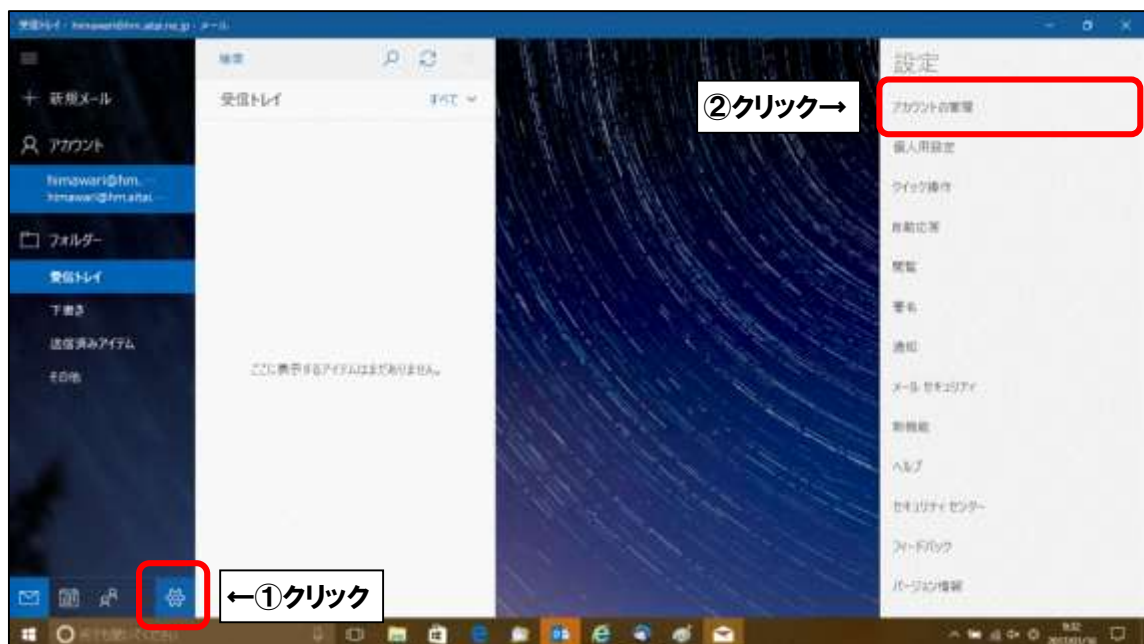 受信トレイ - himawari@hm.aitai.ne.jp - メール
検索
設定
新規メール
受信トレイ
すべて
②クリック→
アカウントの管理
アカウント
個人用設定
himawari@hm.
himawari@hm.aitai.
クイック操作
フォルダー
自動応答
受信トレイ
閲覧
下書き
署名
送信済みアイテム
通知
その他
ここに表示するアイテムはまだありません。
メール セキュリティ
新機能
ヘルプ
セキュリティ センター
フィードバック
バージョン情報
←①クリック